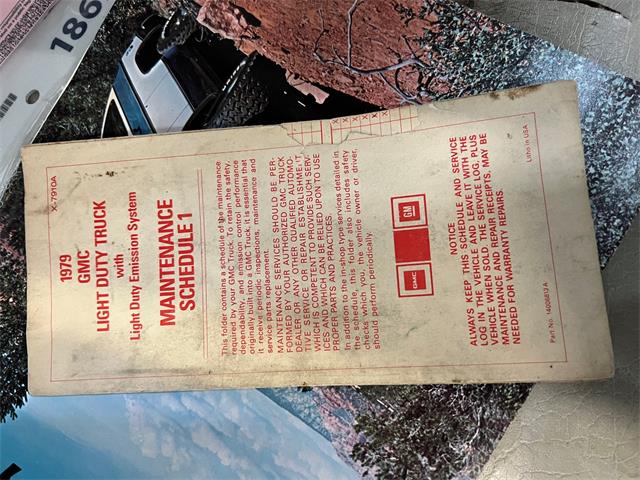 186
X-7910A
1979
GMC
LIGHT DUTY TRUCK
with
Light Duty Emission System
MAINTENANCE
SCHEDULE 1
This folder contains a schedule of the maintenance
required by your GMC Truck. To retain the safety,
dependability, and emission control performance
originally built into a GMC Truck, it is essential that
it receive periodic inspections, maintenance and
service parts replacement.
MAINTENANCE SERVICES SHOULD BE PER-
FORMED BY YOUR AUTHORIZED GMC TRUCK
DEALER OR ANY OTHER QUALIFIED AUTOMO-
TIVE SERVICE OR REPAIR ESTABLISHMENT,
WHICH IS COMPETENT TO PROVIDE SUCH SERV-
ICES AND WHICH CAN BE RELIED UPON TO USE
PROPER PARTS AND PRACTICES.
In addition to the in-shop type services detailed in
the schedule, this folder also includes safety
checks which you, the vehicle owner or driver,
should perform periodically.
GMC
GM
NOTICE
ALWAYS KEEP THIS SCHEDULE AND SERVICE
LOG IN THE VEHICLE AND LEAVE IT WITH THE
VEHICLE WHEN SOLD. THE SERVICE LOG, PLUS
MAINTENANCE AND REPAIR RECEIPTS, MAY BE
NEEDED FOR WARRANTY REPAIRS.
Part No.
Litho in USA